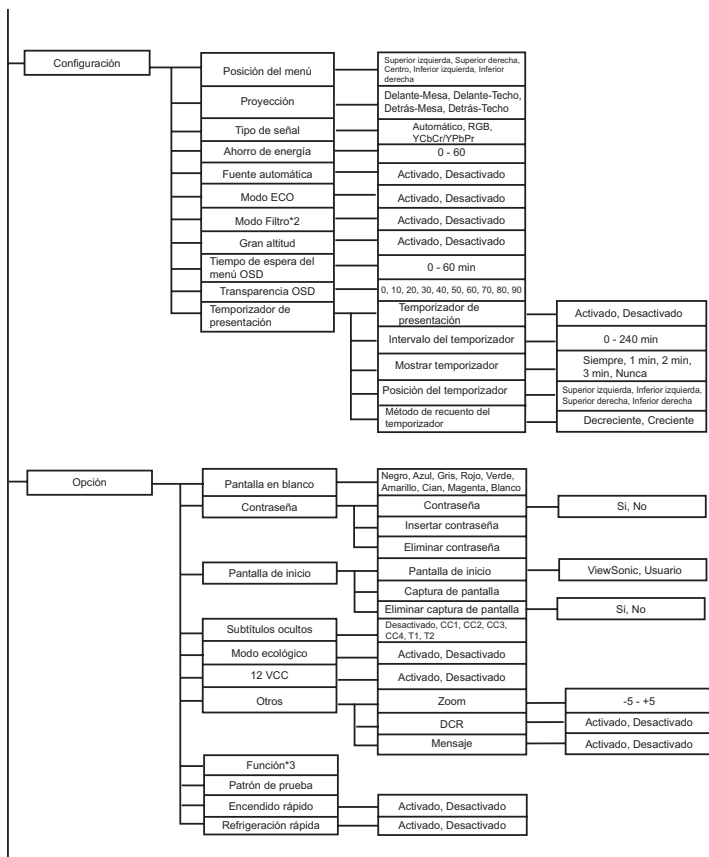 Configuración
Posición del menú
Superior izquierda, Superior derecha,
Centro, Inferior izquierda, Inferior
derecha
Proyección
Delante-Mesa, Delante-Techo,
Detrás-Mesa, Detrás-Techo
Tipo de señal
Automático, RGB,
YCbCr/YPbPr
Ahorro de energía
0 - 60
Fuente automática
Activado, Desactivado
Modo ECO
Activado, Desactivado
Modo Filtro*2
Activado, Desactivado
Gran altitud
Activado, Desactivado
Tiempo de espera del
menú OSD
0 - 60 min
Transparencia OSD
0, 10, 20, 30, 40, 50, 60, 70, 80, 90
Temporizador de
presentación
Temporizador de
presentación
Activado, Desactivado
Intervalo del temporizador
0 - 240 min
Mostrar temporizador
Siempre, 1 min, 2 min,
3 min, Nunca
Posición del temporizador
Superior izquierda, Inferior izquierda,
Superior derecha, Inferior derecha
Método de recuento del
temporizador
Decreciente, Creciente
Opción
Pantalla en blanco
Negro, Azul, Gris, Rojo, Verde,
Amarillo, Cian, Magenta, Blanco
Contraseña
Contraseña
Si, No
Insertar contraseña
Eliminar contraseña
Pantalla de inicio
Pantalla de inicio
ViewSonic, Usuario
Captura de pantalla
Eliminar captura de pantalla
Si, No
Subtítulos ocultos
Desactivado, CC1, CC2, CC3,
CC4, T1, T2
Modo ecológico
Activado, Desactivado
12 VCC
Activado, Desactivado
Otros
Zoom
-5 - +5
DCR
Activado, Desactivado
Mensaje
Activado, Desactivado
Función*3
Patrón de prueba
Encendido rápido
Activado, Desactivado
Refrigeración rápida
Activado, Desactivado